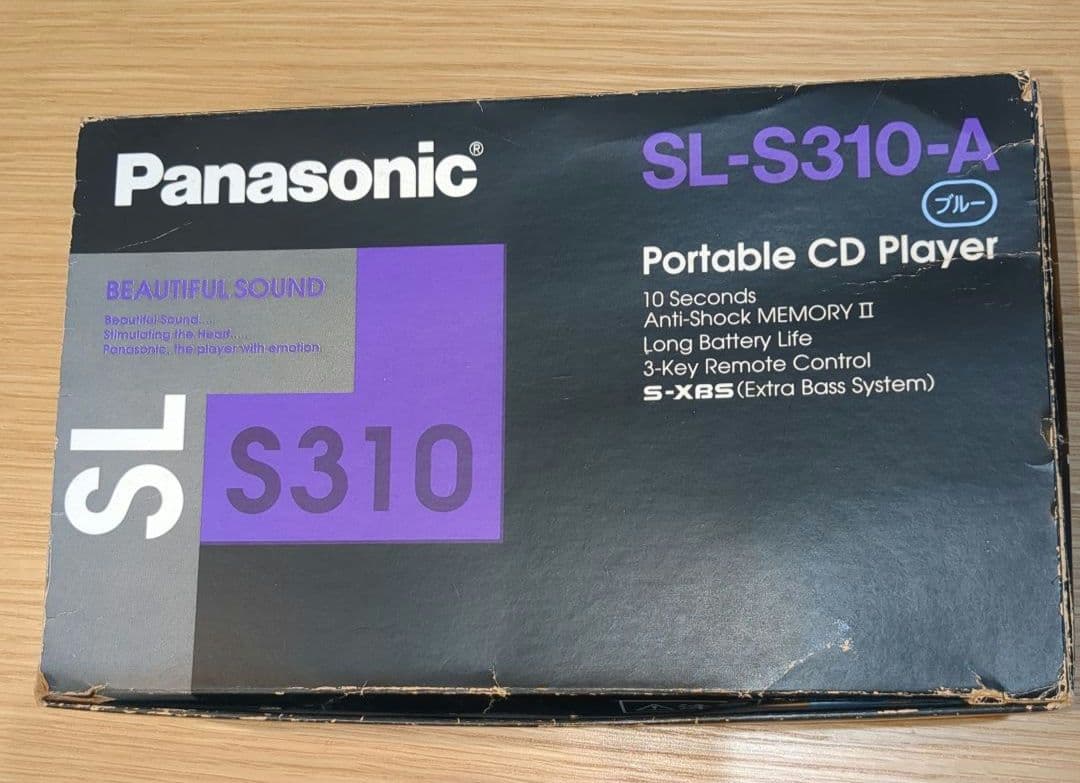 Panasonic®
SL-S310-A
ブルー
Portable CD Player
10 Seconds
Anti-Shock MEMORY II
Long Battery Life
3-Key Remote Control
S-XBS (Extra Bass System)
BEAUTIFUL SOUND
Beautiful Sound....
Stimulating the Heart.....
Panasonic, the player with emotion.
SL
S310